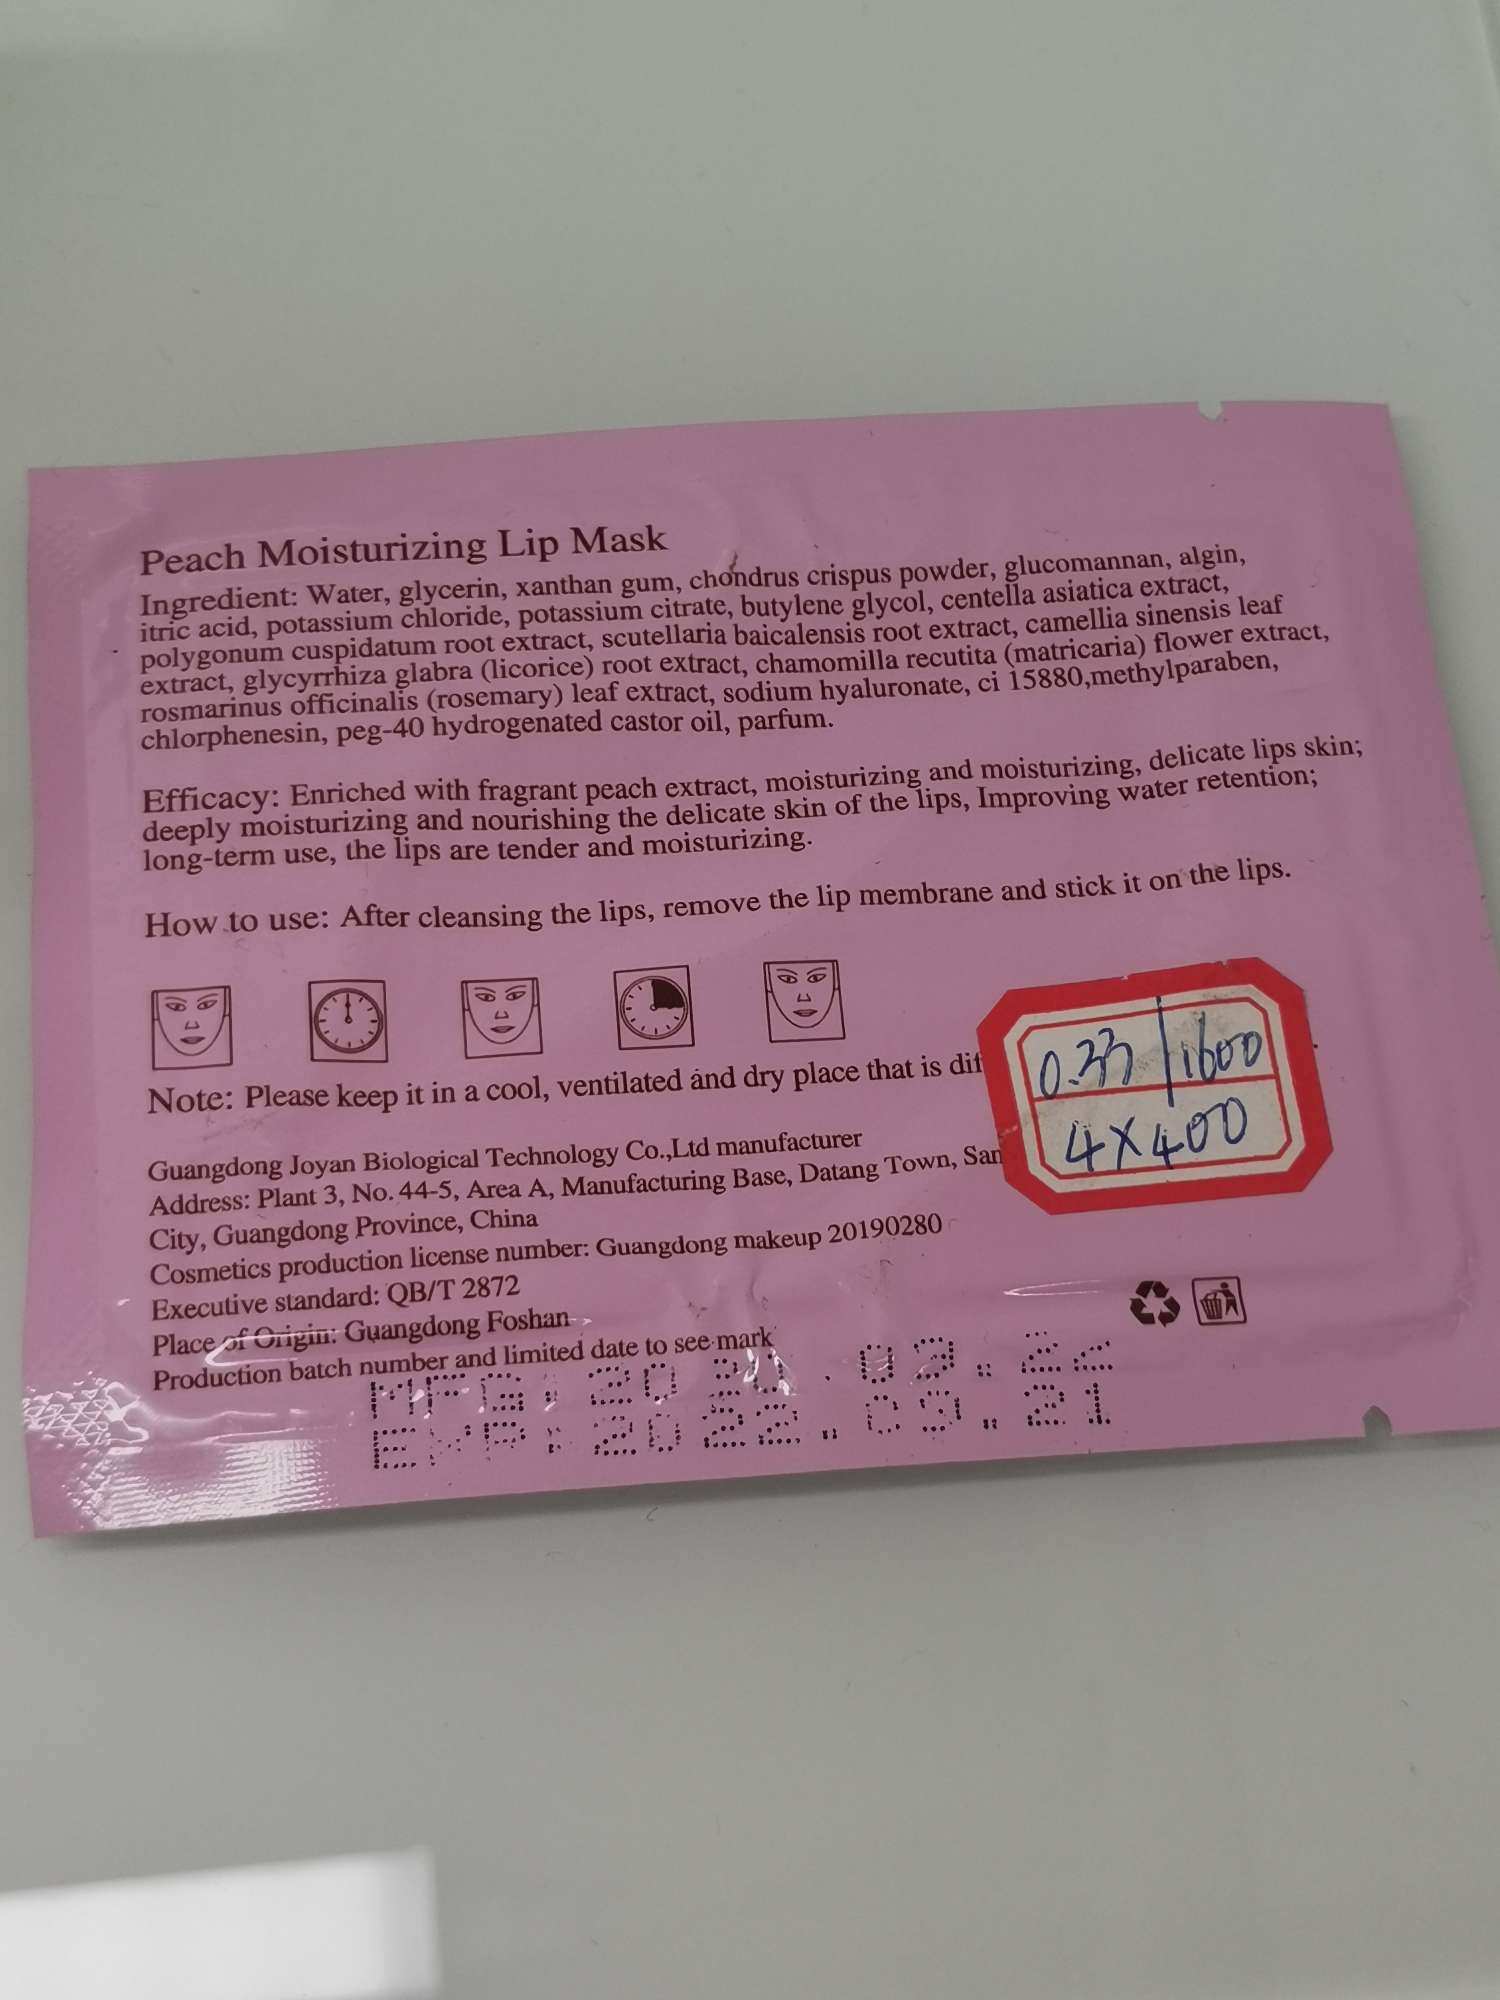 Peach Moisturizing Lip Mask
Ingredient: Water, glycerin, xanthan gum, chondrus crispus powder, glucomannan, algin,
itric acid, potassium chloride, potassium citrate, butylene glycol, centella asiatica extract,
polygonum cuspidatum root extract, scutellaria baicalensis root extract, camellia sinensis leaf
extract, glycyrrhiza glabra (licorice) root extract, chamomilla recutita (matricaria) flower extract,
rosmarinus officinalis (rosemary) leaf extract, sodium hyaluronate, ci 15880,methylparaben,
chlorphenesin, peg-40 hydrogenated castor oil, parfum.
Efficacy: Enriched with fragrant peach extract, moisturizing and moisturizing, delicate lips skin;
deeply moisturizing and nourishing the delicate skin of the lips, Improving water retention;
long-term use, the lips are tender and moisturizing.
How to use: After cleansing the lips, remove the lip membrane and stick it on the lips.
Note: Please keep it in a cool, ventilated and dry place that is dif
0.33 | 1600
4×400
Guangdong Joyan Biological Technology Co.,Ltd manufacturer
Address: Plant 3, No. 44-5, Area A, Manufacturing Base, Datang Town, San
City, Guangdong Province, China
Cosmetics production license number: Guangdong makeup 20190280
Executive standard: QB/T 2872
Place of Origin: Guangdong Foshan
Production batch number and limited date to see mark
MFG: 2020.
EXP: 2022.09.21